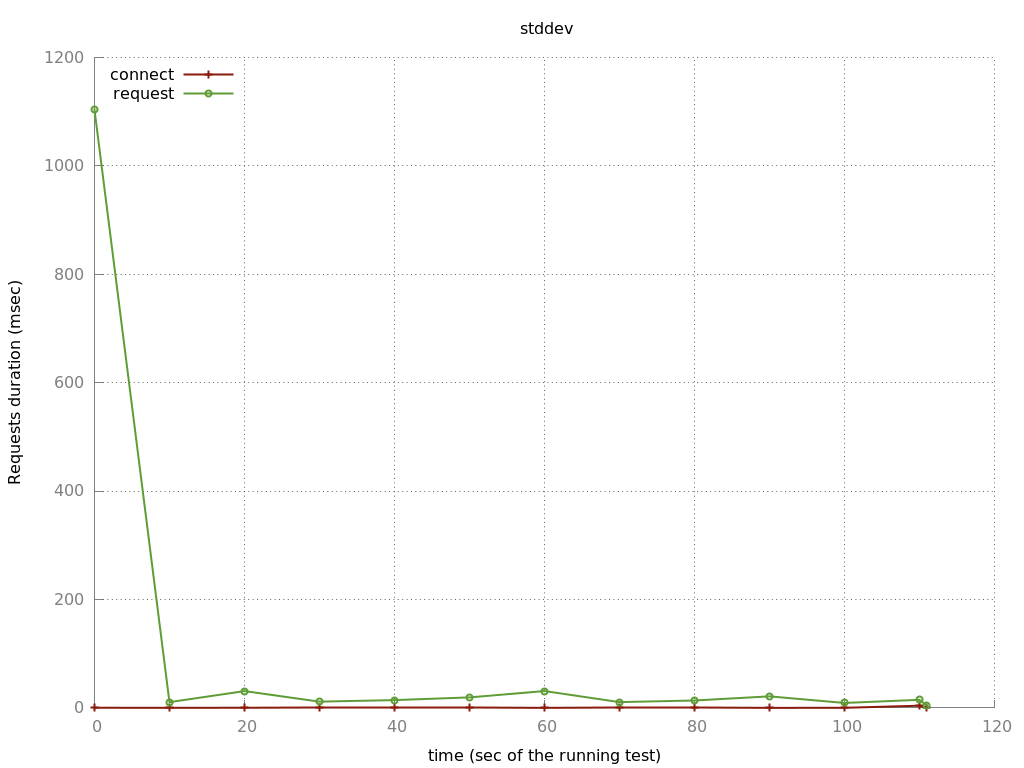 stddev
connect
request
1200
1000
800
600
400
200
0
Requests duration (msec)
0 20 40 60 80 100 120
time (sec of the running test)